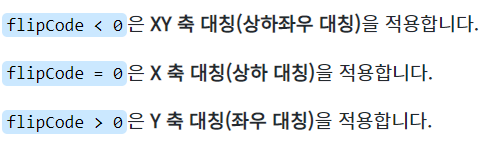 flipCode < 0은 XY 축 대칭(상하좌우 대칭)을 적용합니다.
flipCode = 0은 X 축 대칭(상하 대칭)을 적용합니다.
flipCode > 0은 Y 축 대칭(좌우 대칭)을 적용합니다.